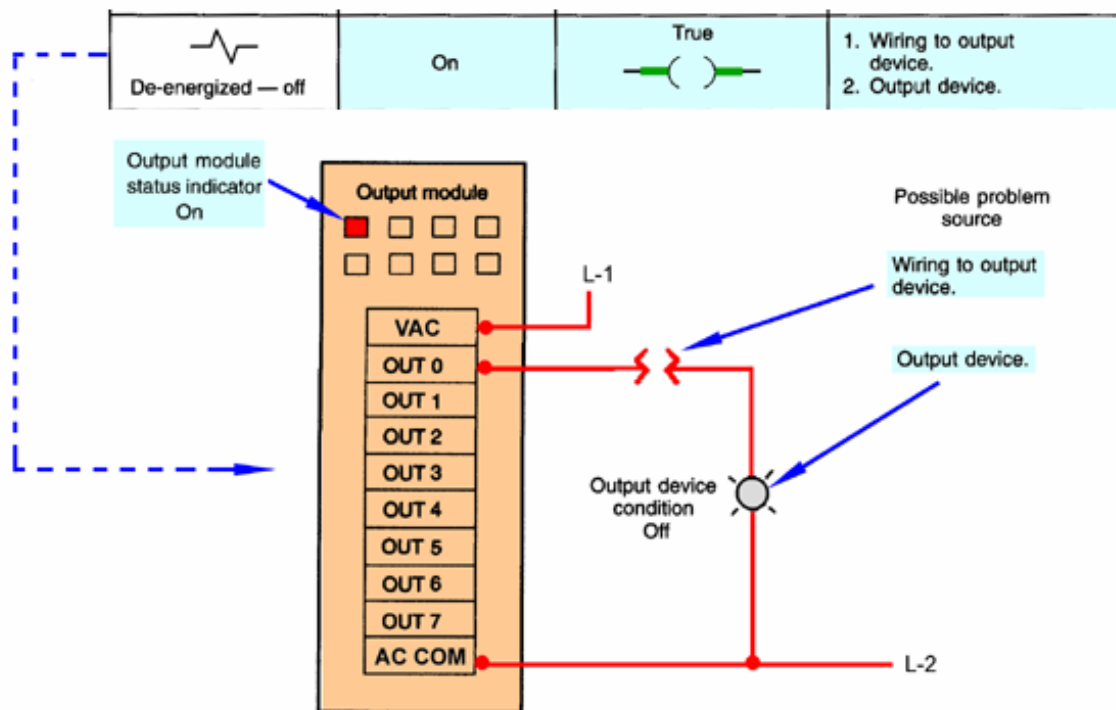 De-energized — off
On
True
1. Wiring to output
device.
2. Output device.
Output module
status indicator
On
Output module
Possible problem
source
L-1
Wiring to output
device.
VAC
OUT 0
Output device.
OUT 1
OUT 2
OUT 3
Output device
condition
Off
OUT 4
OUT 5
OUT 6
OUT 7
AC COM
L-2